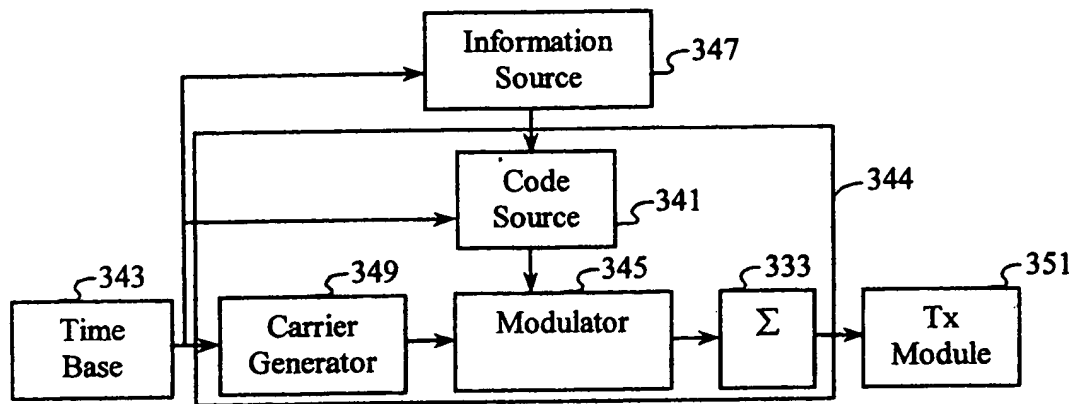 Information
Source
347
Code
Source
341
344
343
Time
Base
349
Carrier
Generator
345
Modulator
333
Σ
351
Tx
Module